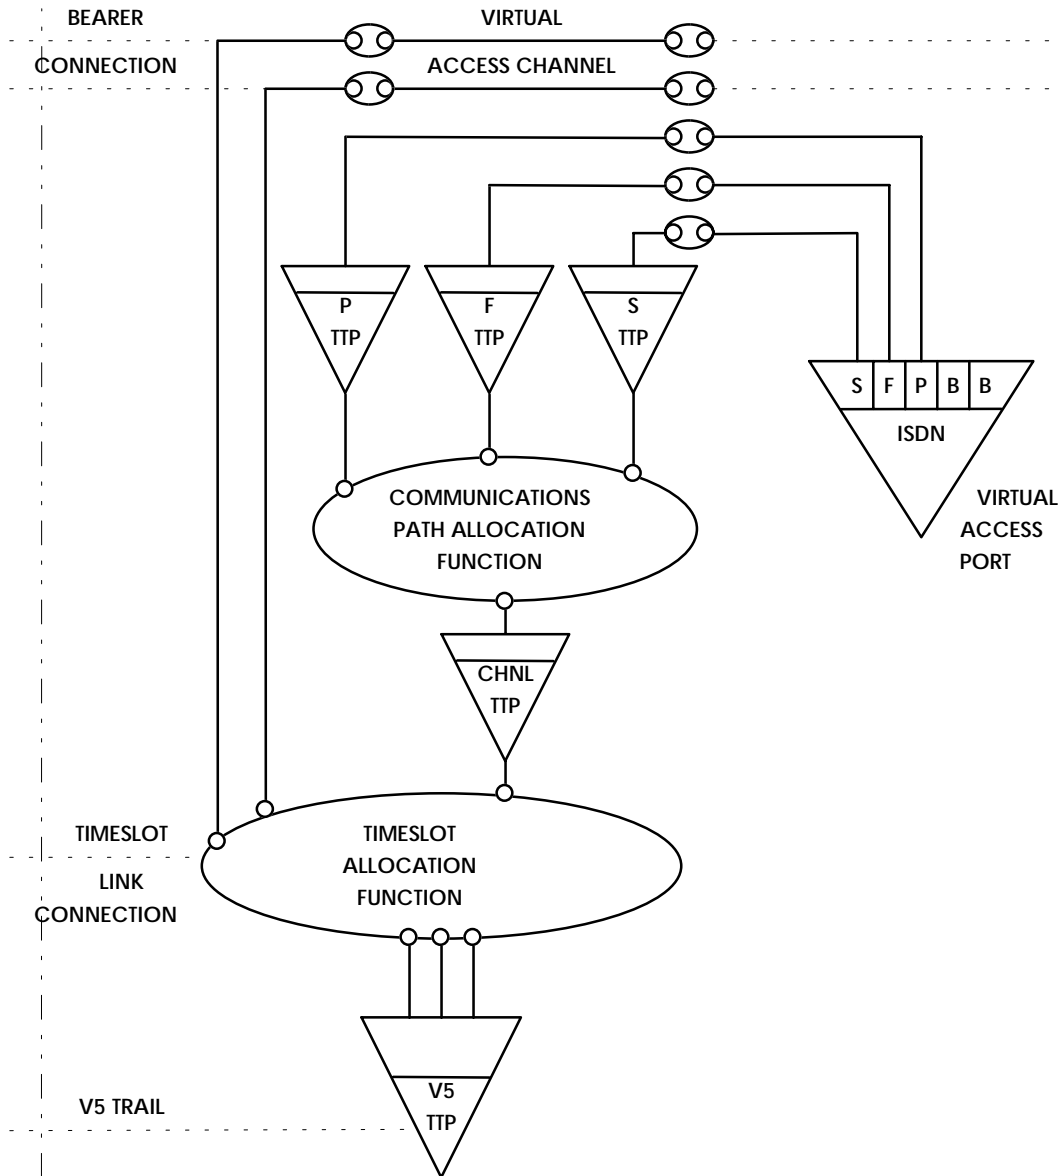 BEARER
VIRTUAL
CONNECTION
ACCESS CHANNEL
P
TTP
F
TTP
S
TTP
S F P B B
ISDN
VIRTUAL
ACCESS
PORT
COMMUNICATIONS
PATH ALLOCATION
FUNCTION
CHNL
TTP
TIMESLOT
LINK
CONNECTION
TIMESLOT
ALLOCATION
FUNCTION
V5 TRAIL
V5
TTP